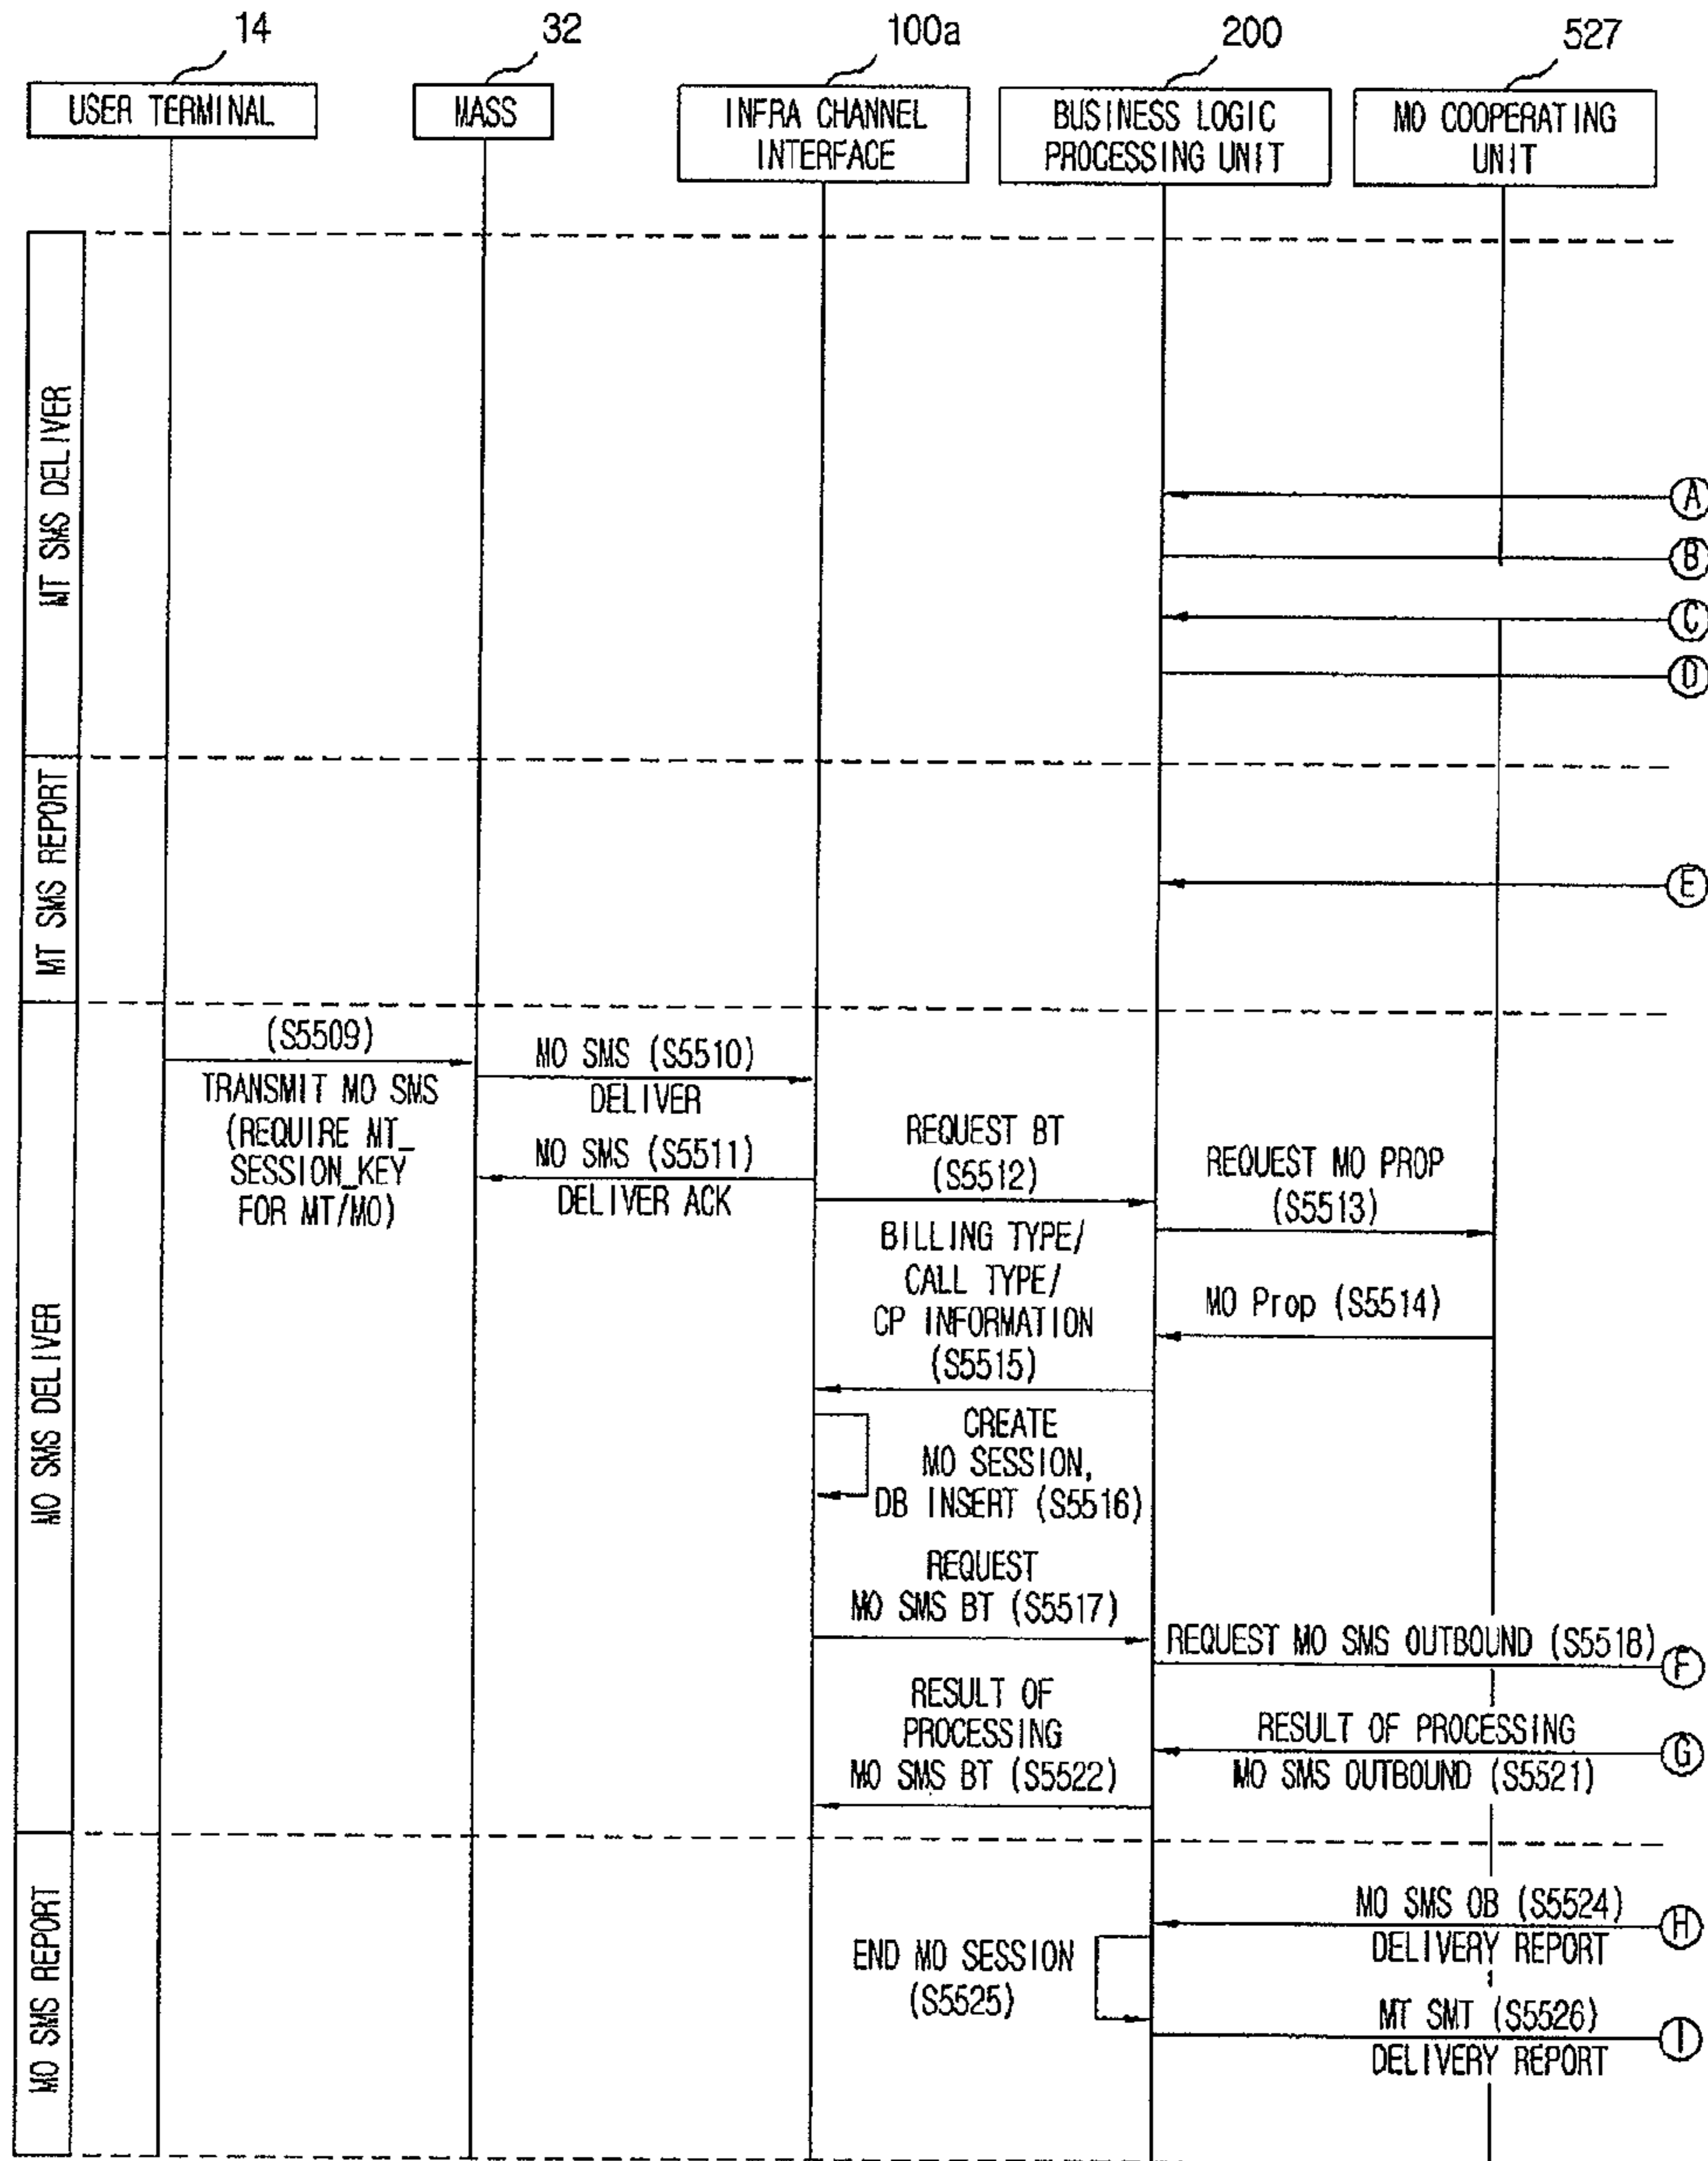 14
32
100a
200
527
USER TERMINAL
MASS
INFRA CHANNEL
INTERFACE
BUSINESS LOGIC
PROCESSING UNIT
MO COOPERATING
UNIT
MT SMS DELIVER
A
B
C
D
MT SMS REPORT
E
MO SMS DELIVER
(S5509)
TRANSMIT MO SMS
(REQUIRE MT_
SESSION_KEY
FOR MT/MO)
MO SMS (S5510)
DELIVER
NO SMS (S5511)
DELIVER ACK
REQUEST BT
(S5512)
REQUEST MO PROP
(S5513)
MO Prop (S5514)
BILLING TYPE/
CALL TYPE/
CP INFORMATION
(S5515)
CREATE
MO SESSION,
DB INSERT (S5516)
REQUEST
MO SMS BT (S5517)
REQUEST MO SMS OUTBOUND (S5518)
F
RESULT OF PROCESSING
MO SMS OUTBOUND (S5521)
G
RESULT OF
PROCESSING
MO SMS BT (S5522)
MO SMS REPORT
MO SMS OB (S5524)
DELIVERY REPORT
H
END MO SESSION
(S5525)
MT SMT (S5526)
DELIVERY REPORT
I